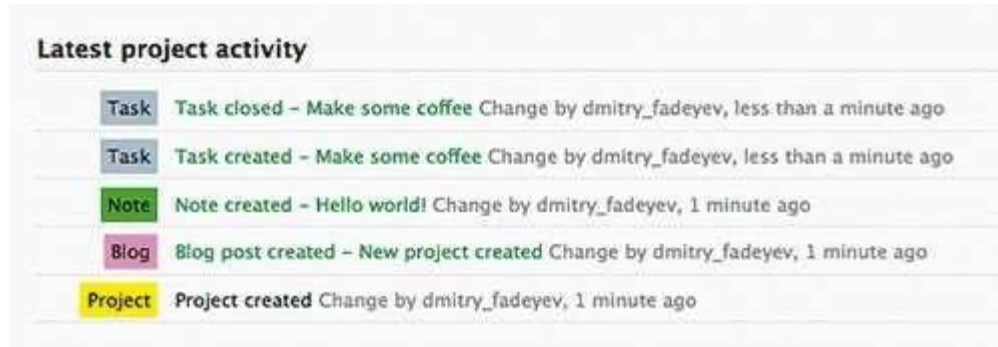 Latest project activity
Task Task closed – Make some coffee Change by dmitry_fadeyev, less than a minute ago
Task Task created – Make some coffee Change by dmitry_fadeyev, less than a minute ago
Note Note created – Hello world! Change by dmitry_fadeyev, 1 minute ago
Blog Blog post created – New project created Change by dmitry_fadeyev, 1 minute ago
Project Project created Change by dmitry_fadeyev, 1 minute ago